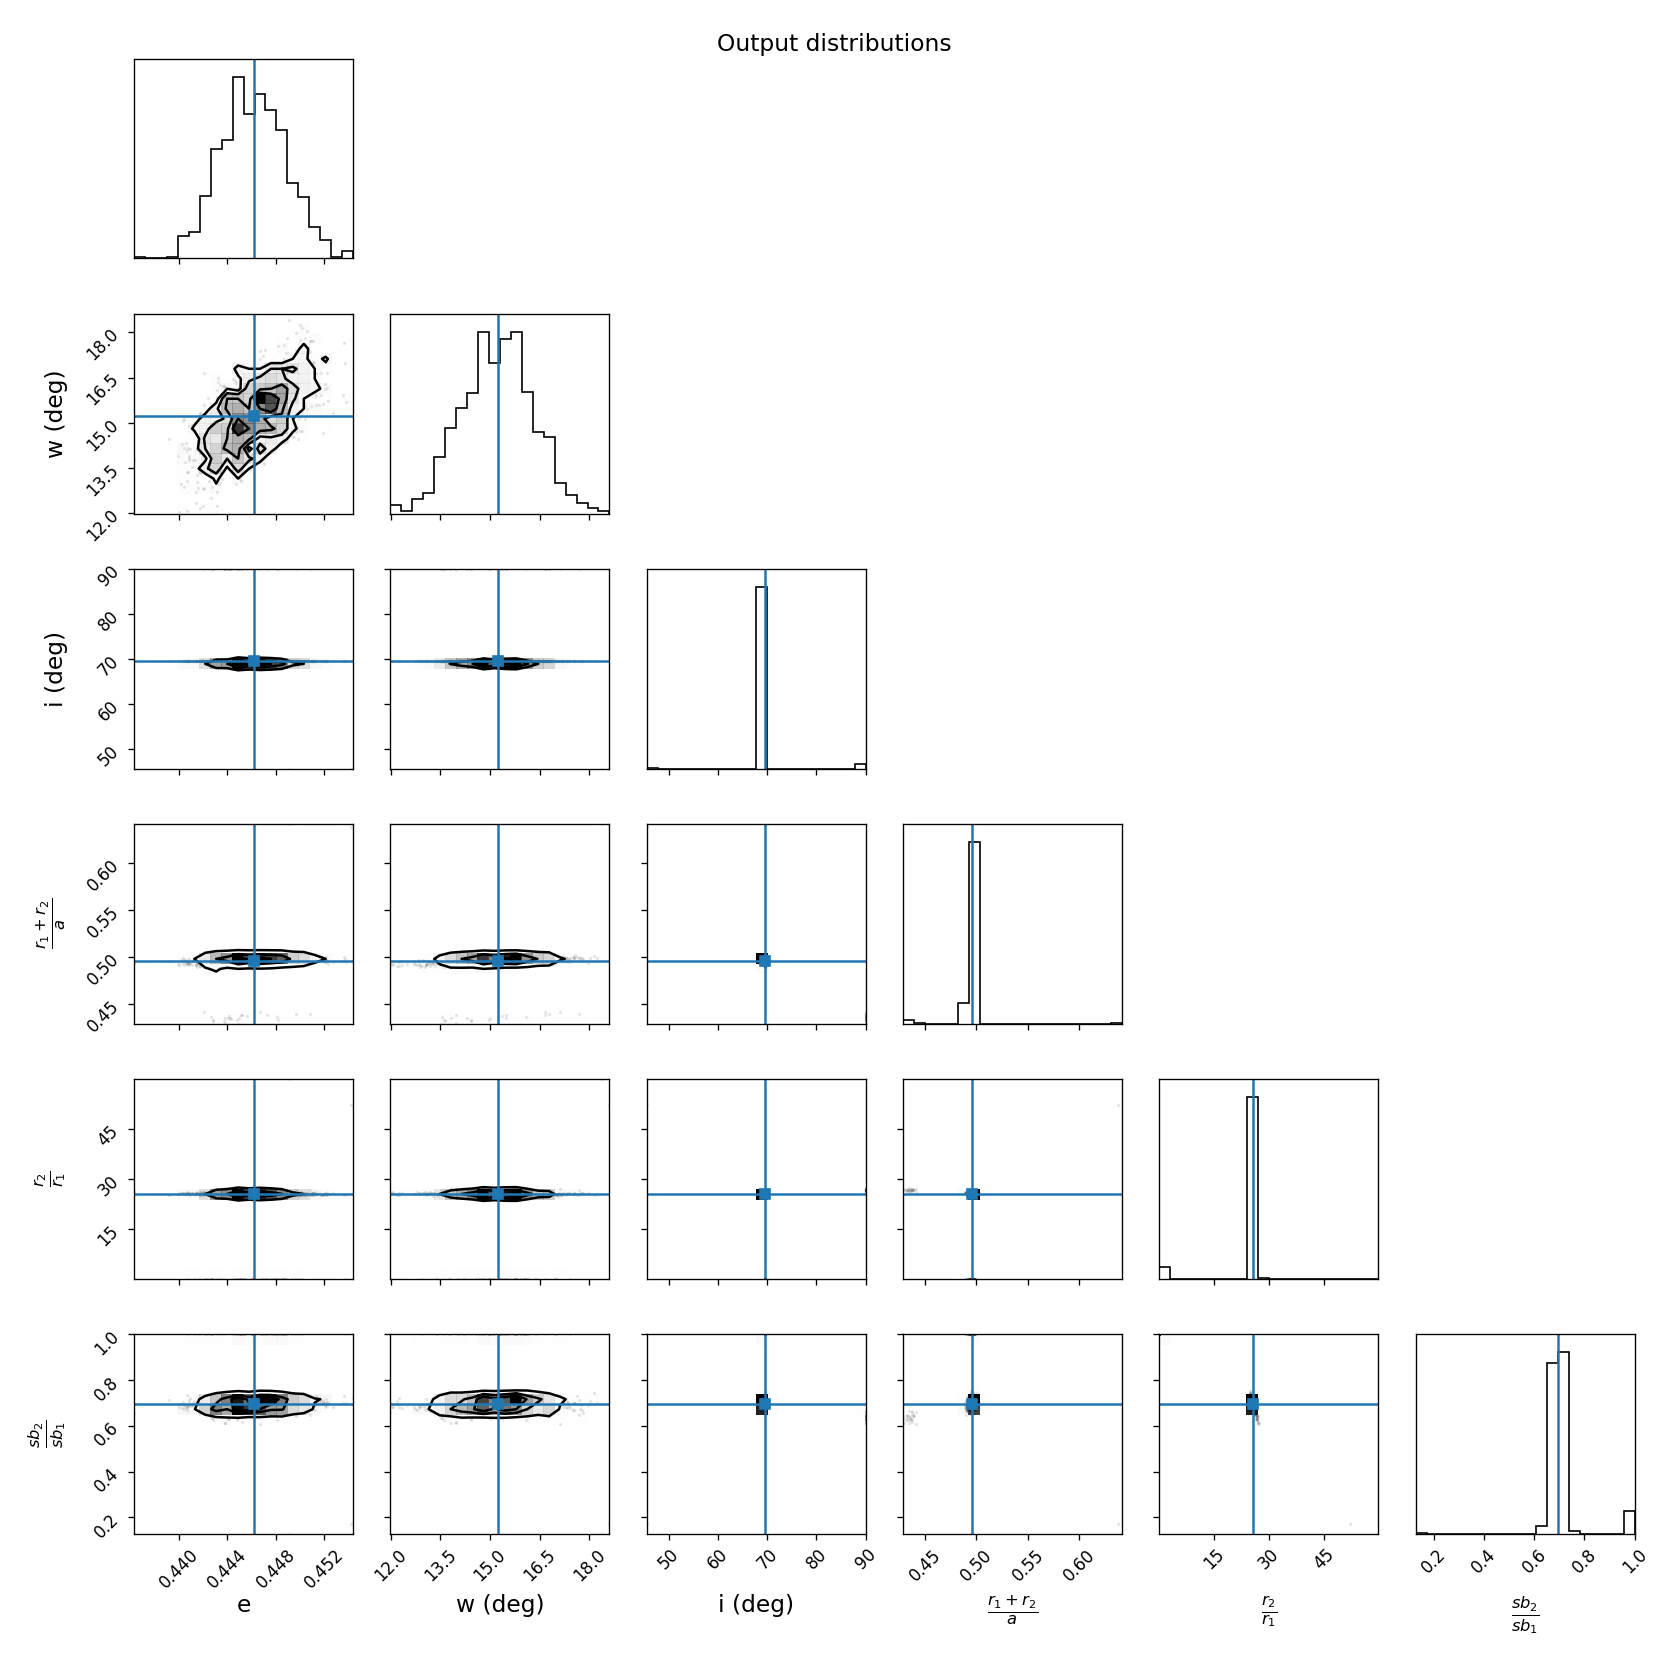 Output distributions
w (deg)
18.0
16.5
15.0
13.5
12.0
i (deg)
90
80
70
60
50
r₁ + r₂
a
0.60
0.55
0.50
0.45
r₂
r₁
45
30
15
sb₂
sb₁
1.0
0.8
0.6
0.4
0.2
0.440 0.444 0.448 0.452
12.0 13.5 15.0 16.5 18.0
50 60 70 80 90
0.45 0.50 0.55 0.60
15 30 45
0.2 0.4 0.6 0.8 1.0
e
w (deg)
i (deg)
r₁ + r₂
a
r₂
r₁
sb₂
sb₁